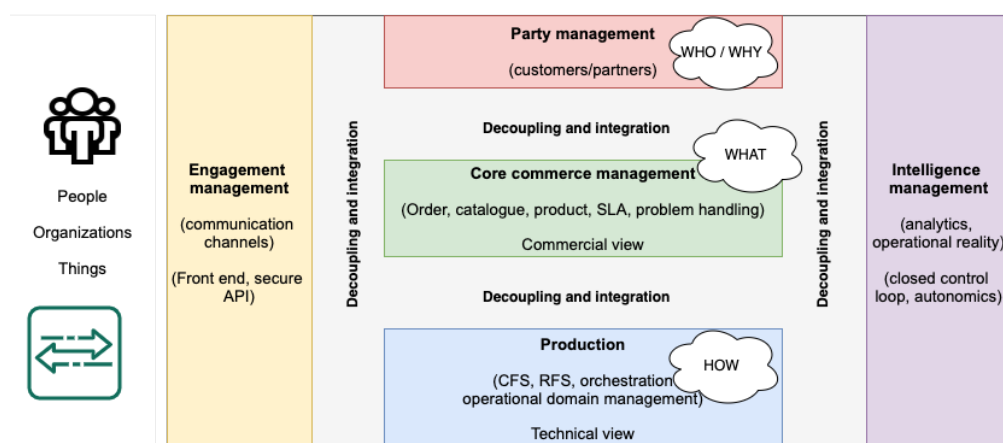 People
Organizations
Things
Engagement
management
(communication
channels)
(Front end, secure
API)
Decoupling and integration
Party management
(customers/partners)
WHO / WHY
Decoupling and integration
Core commerce management
(Order, catalogue, product, SLA, problem handling)
Commercial view
WHAT
Decoupling and integration
Production
(CFS, RFS, orchestration
operational domain management)
Technical view
HOW
Decoupling and integration
Intelligence
management
(analytics,
operational reality)
(closed control
loop, autonomics)